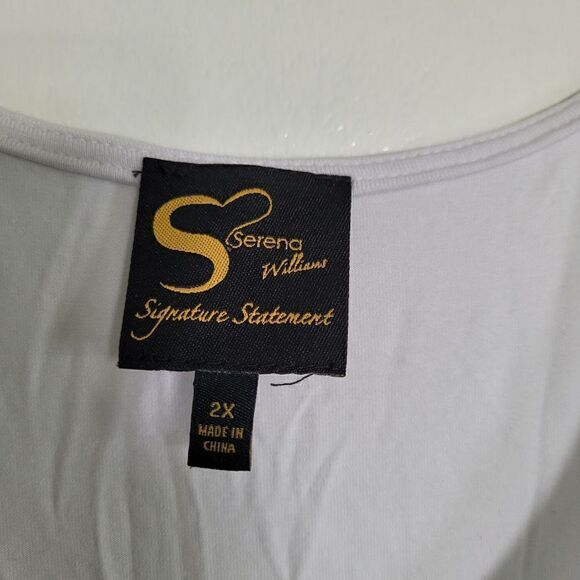 Serena
Williams
Signature Statement
2X
MADE IN
CHINA